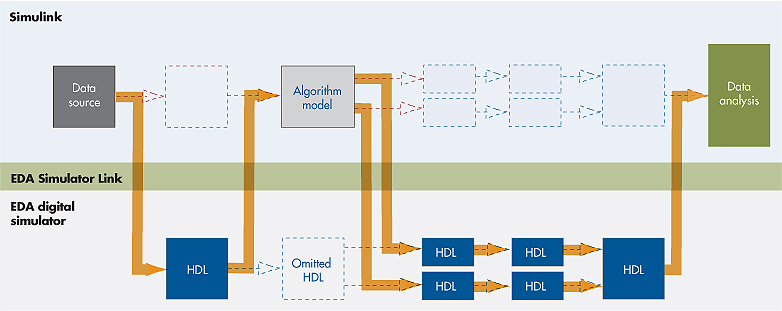 Simulink
Data
source
Algorithm
model
Data
analysis
EDA Simulator Link
EDA digital
simulator
HDL
Omitted
HDL
HDL
HDL
HDL
HDL
HDL